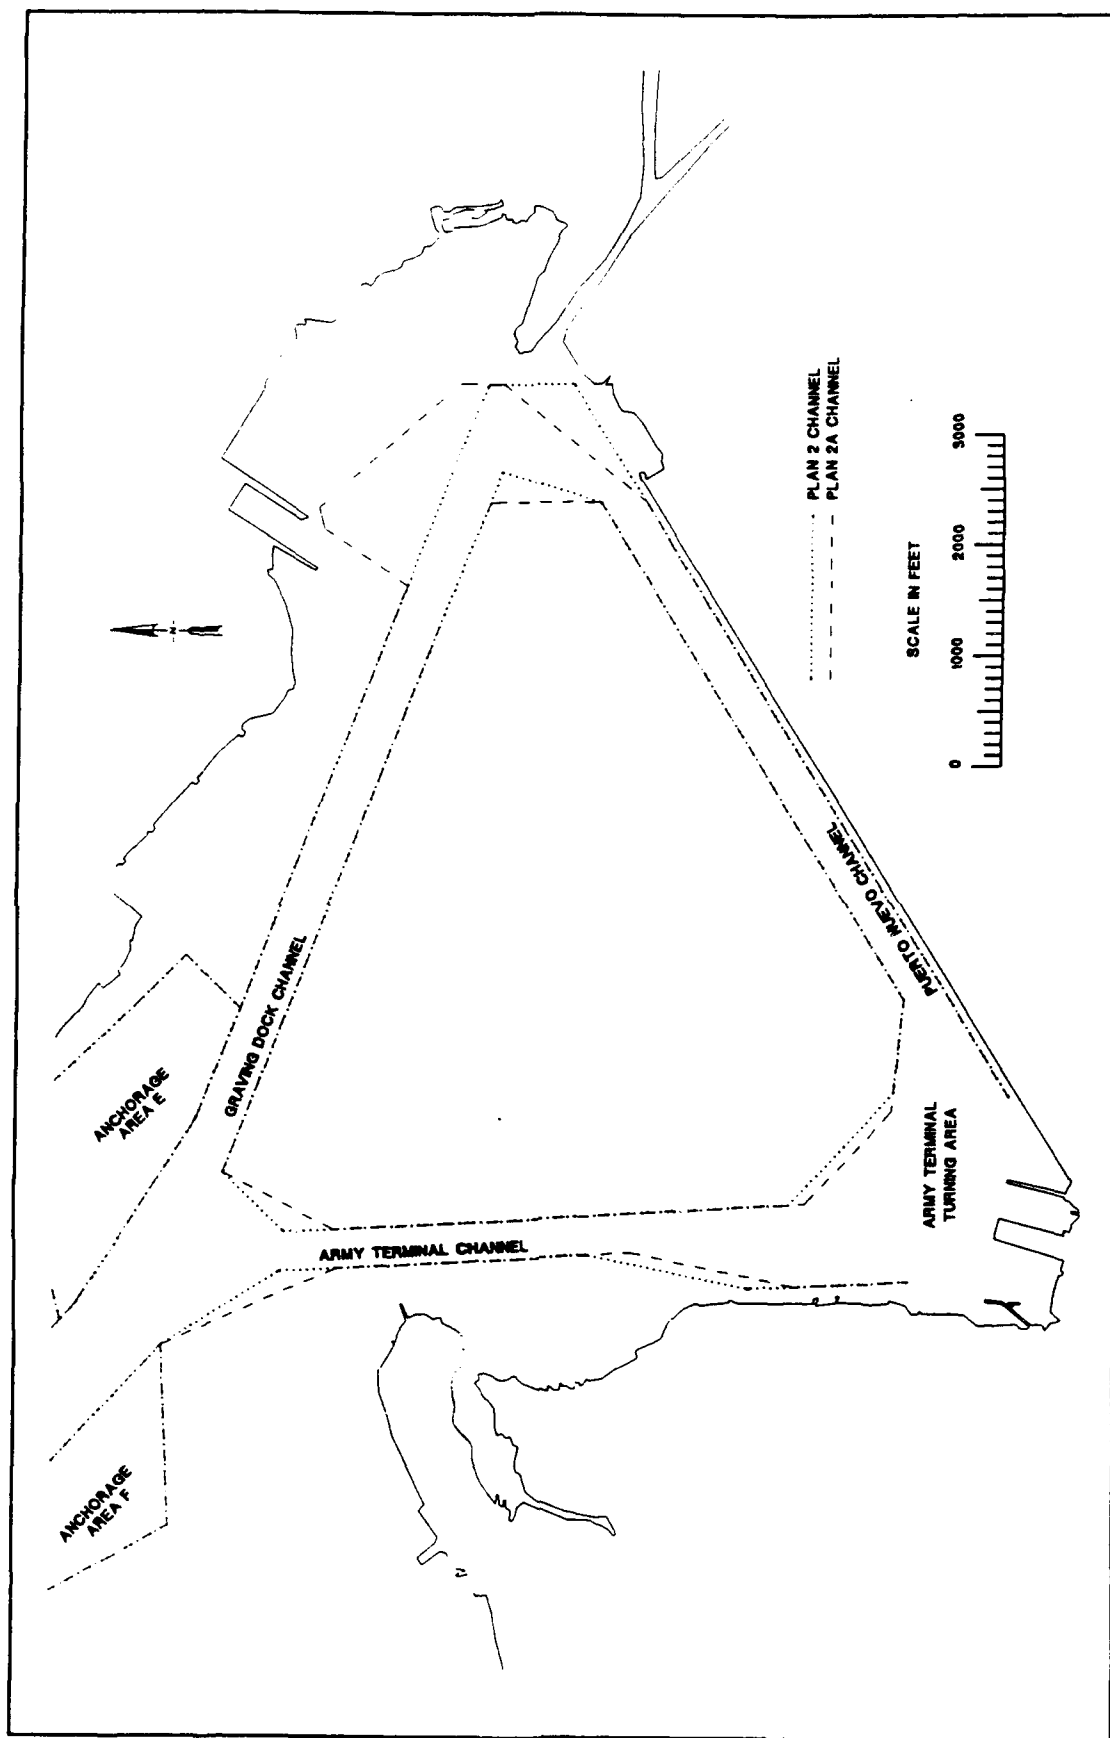 ANCHORAGE
AREA F
ANCHORAGE
AREA E
GRAVING DOCK CHANNEL
N
ARMY TERMINAL CHANNEL
ARMY TERMINAL
TURNING AREA
PUERTO NUEVO CHANNEL
PLAN 2 CHANNEL
PLAN 2A CHANNEL
SCALE IN FEET
0 1000 2000 3000